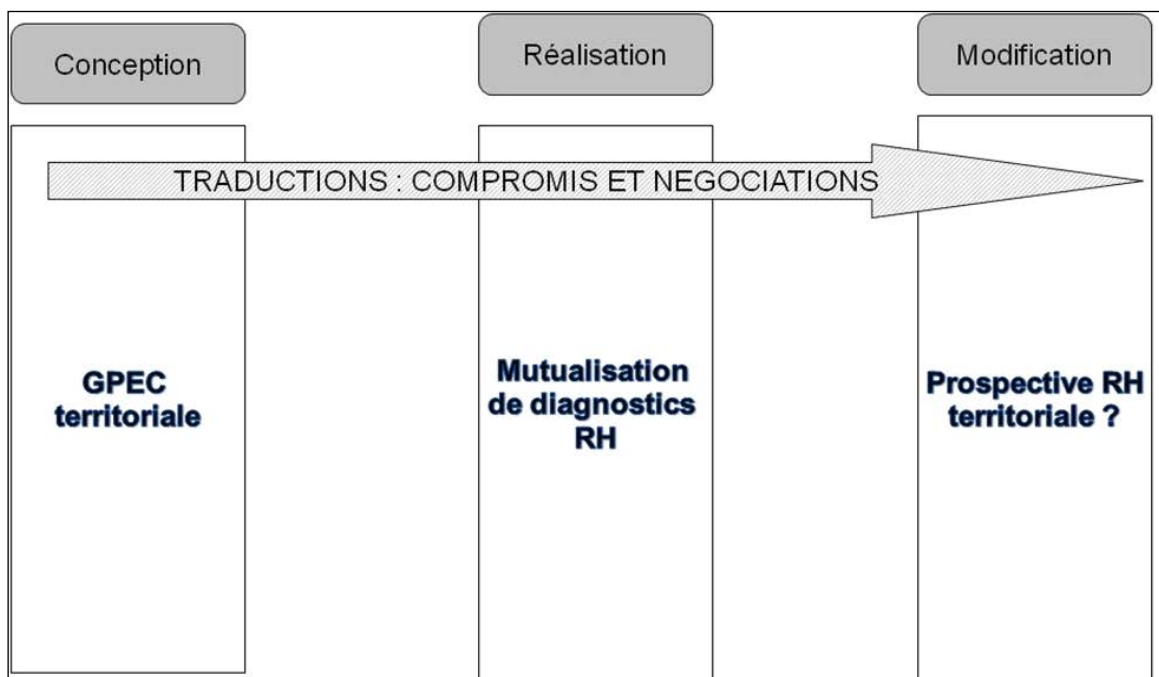 Conception
Réalisation
Modification
TRADUCTIONS : COMPROMIS ET NEGOCIATIONS
GPEC
territoriale
Mutualisation
de diagnostics
RH
Prospective RH
territoriale ?